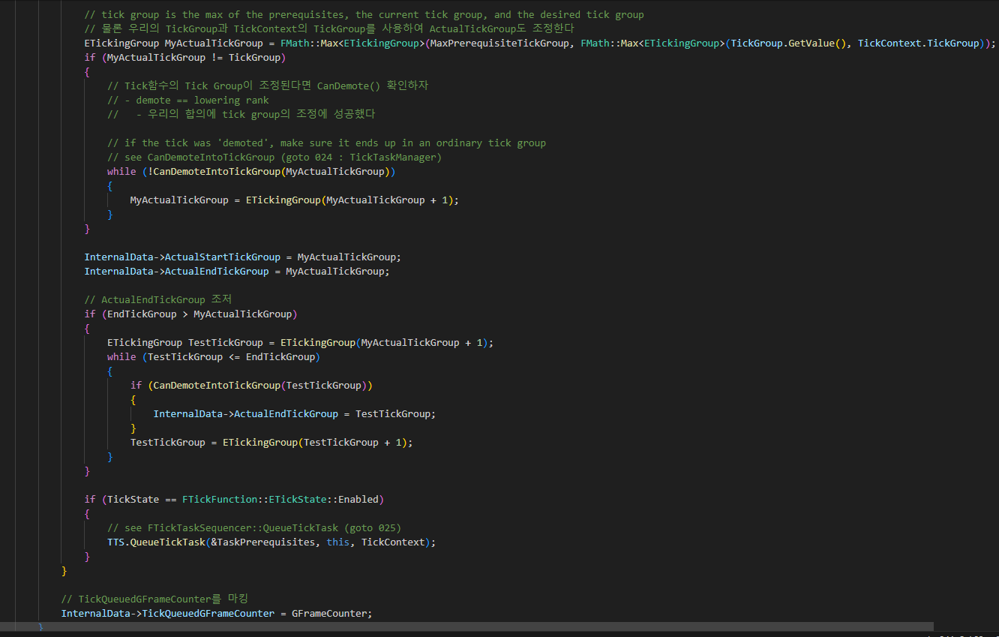 // tick group is the max of the prerequisites, the current tick group, and the desired tick group
// 물론 우리의 TickGroup과 TickContext의 TickGroup를 사용하여 ActualTickGroup도 조정한다
ETickingGroup MyActualTickGroup = FMath::Max<ETickingGroup>(MaxPrerequisiteTickGroup, FMath::Max<ETickingGroup>(TickGroup.GetValue(), TickContext.TickGroup));
if (MyActualTickGroup != TickGroup)
{
// Tick함수의 Tick Group이 조정된다면 CanDemote() 확인하자
// - demote == lowering rank
//   - 우리의 합의에 tick group의 조정에 성공했다
// if the tick was 'demoted', make sure it ends up in an ordinary tick group
// see CanDemoteIntoTickGroup (goto 024 : TickTaskManager)
while (!CanDemoteIntoTickGroup(MyActualTickGroup))
{
MyActualTickGroup = ETickingGroup(MyActualTickGroup + 1);
}
}
InternalData->ActualStartTickGroup = MyActualTickGroup;
InternalData->ActualEndTickGroup = MyActualTickGroup;
// ActualEndTickGroup 조저
if (EndTickGroup > MyActualTickGroup)
{
ETickingGroup TestTickGroup = ETickingGroup(MyActualTickGroup + 1);
while (TestTickGroup <= EndTickGroup)
{
if (CanDemoteIntoTickGroup(TestTickGroup))
{
InternalData->ActualEndTickGroup = TestTickGroup;
}
TestTickGroup = ETickingGroup(TestTickGroup + 1);
}
}
if (TickState == FTickFunction::ETickState::Enabled)
{
// see FTickTaskSequencer::QueueTickTask (goto 025)
TTS.QueueTickTask(&TaskPrerequisites, this, TickContext);
}
}
// TickQueuedGFrameCounter를 마킹
InternalData->TickQueuedGFrameCounter = GFrameCounter;
}